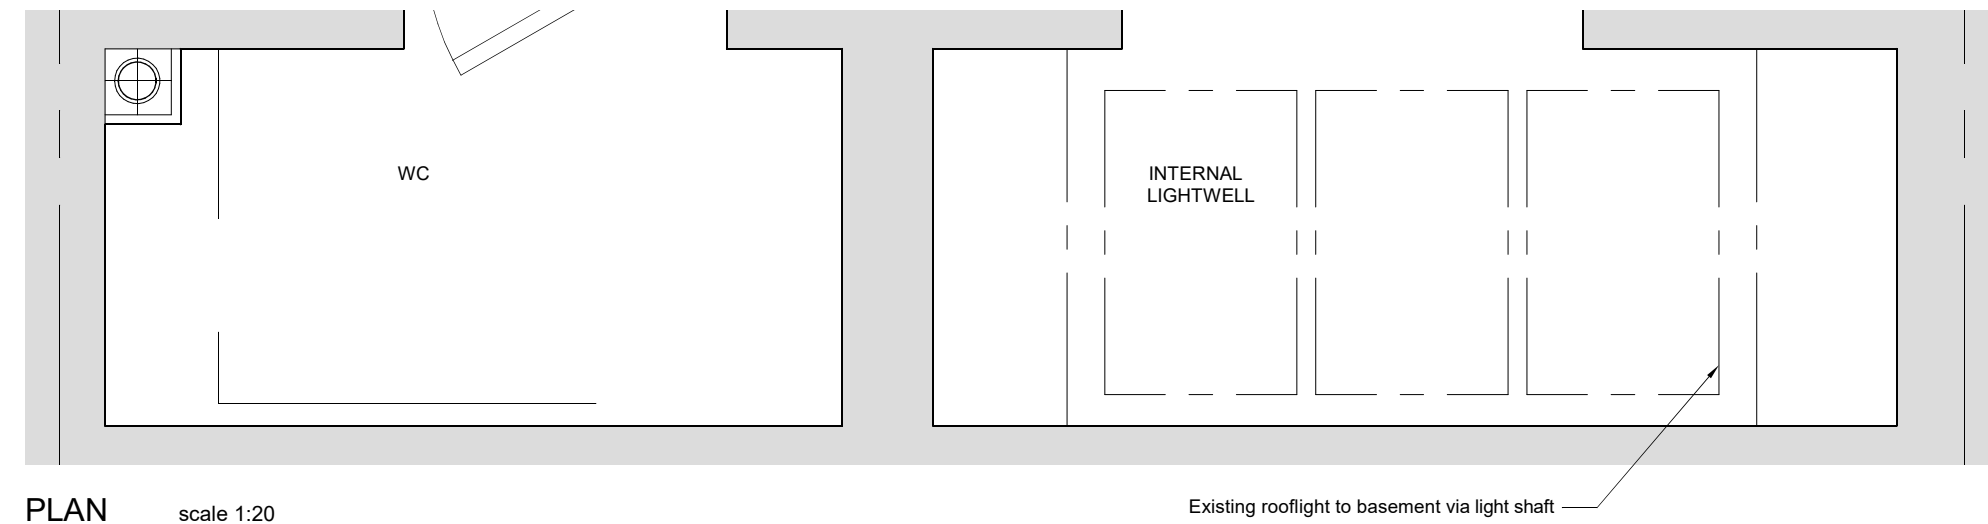 WC
INTERNAL
LIGHTWELL
Existing rooflight to basement via light shaft
PLAN scale 1:20